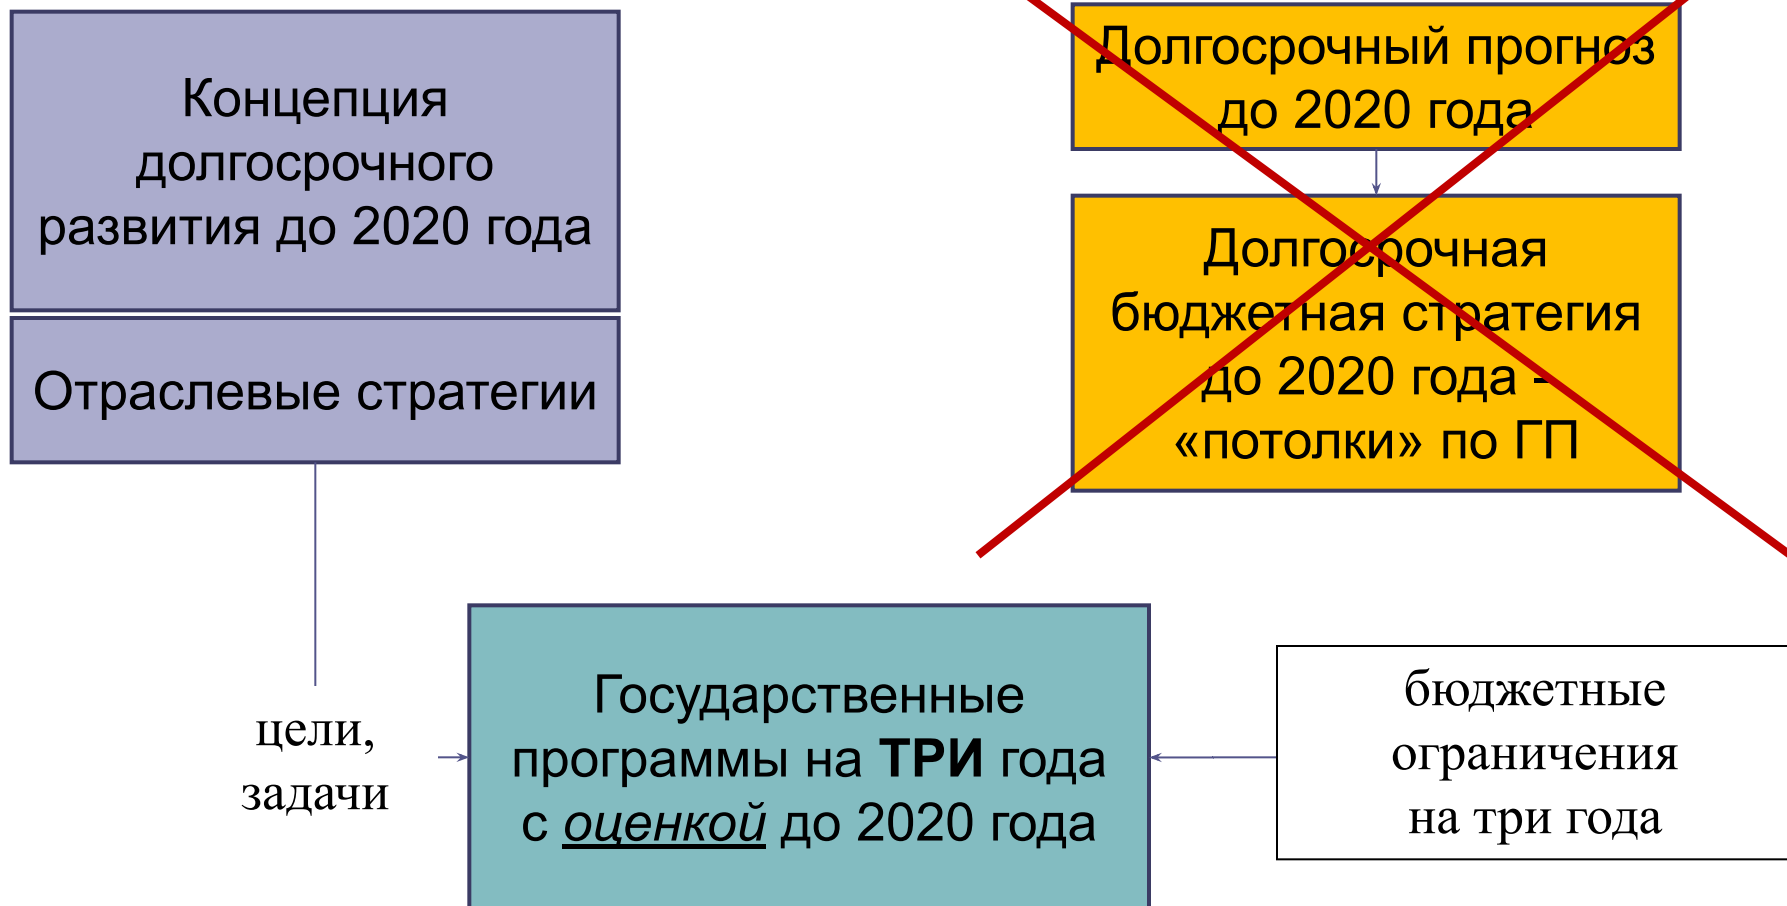 Концепция
долгосрочного
развития до 2020 года
Отраслевые стратегии
Долгосрочный прогноз
до 2020 года
Долгосрочная
бюджетная стратегия
до 2020 года -
«потолки» по ГП
цели,
задачи
Государственные
программы на ТРИ года
с оценкой до 2020 года
бюджетные
ограничения
на три года